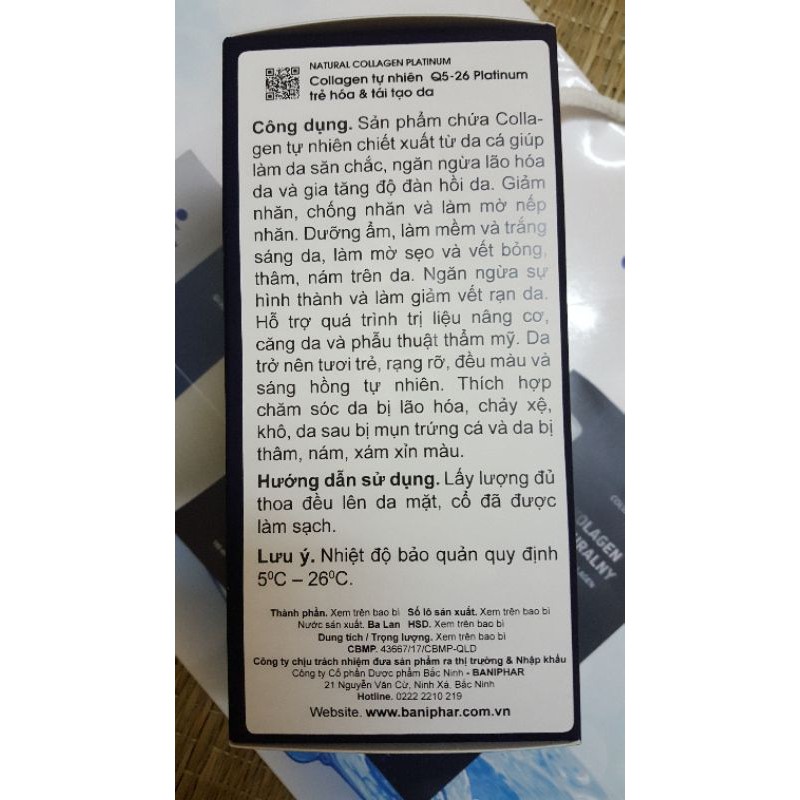 NATURAL COLLAGEN PLATINUM
Collagen tự nhiên Q5-26 Platinum
trẻ hóa & tái tạo da
Công dụng. Sản phẩm chứa Colla-
gen tự nhiên chiết xuất từ da cá giúp
làm da săn chắc, ngăn ngừa lão hóa
da và gia tăng độ đàn hồi da. Giảm
nhăn, chống nhăn và làm mờ nếp
nhăn. Dưỡng ẩm, làm mềm và trắng
sáng da, làm mờ sẹo và vết bỏng,
thâm, nám trên da. Ngăn ngừa sự
hình thành và làm giảm vết rạn da.
Hỗ trợ quá trình trị liệu nâng cơ,
căng da và phẫu thuật thẩm mỹ. Da
trở nên tươi trẻ, rạng rỡ, đều màu và
sáng hồng tự nhiên. Thích hợp
chăm sóc da bị lão hóa, chảy xệ,
khô, da sau bị mụn trứng cá và da bị
thâm, nám, xám xỉn màu.
Hướng dẫn sử dụng. Lấy lượng đủ
thoa đều lên da mặt, cổ đã được
làm sạch.
Lưu ý. Nhiệt độ bảo quản quy định
5⁰C – 26⁰C.
Thành phần. Xem trên bao bì Số lô sản xuất. Xem trên bao bì
Nước sản xuất. Ba Lan HSD. Xem trên bao bì
Dung tích / Trọng lượng. Xem trên bao bì
CBMP. 43667/17/CBMP-QLD
Công ty chịu trách nhiệm đưa sản phẩm ra thị trường & Nhập khẩu
Công ty Cổ phần Dược phẩm Bắc Ninh - BANIPHAR
21 Nguyễn Văn Cừ, Ninh Xá, Bắc Ninh
Hotline. 0222 2210 219
Website. www.baniphar.com.vn
OLAGEN
URALNY
LAGEN